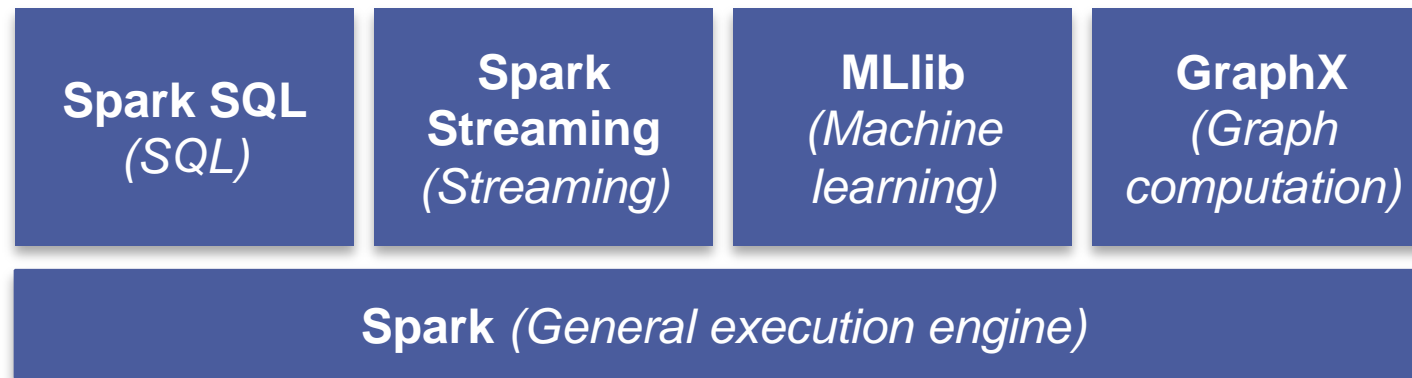 Spark SQL
(SQL)
Spark
Streaming
(Streaming)
MLlib
(Machine
learning)
GraphX
(Graph
computation)
Spark (General execution engine)